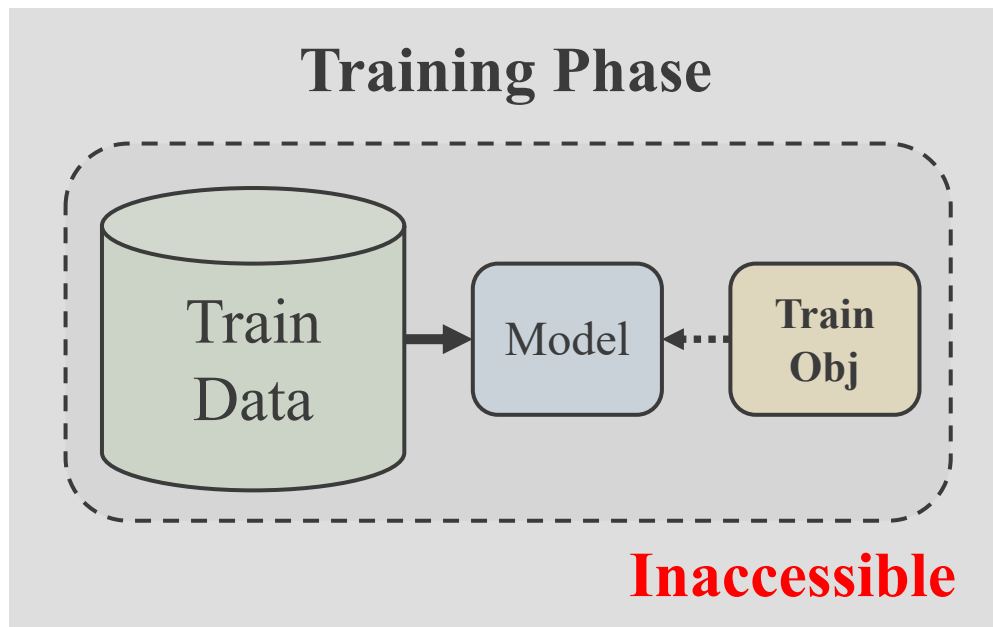 Training Phase
Train
Data
Model
Train
Obj
Inaccessible